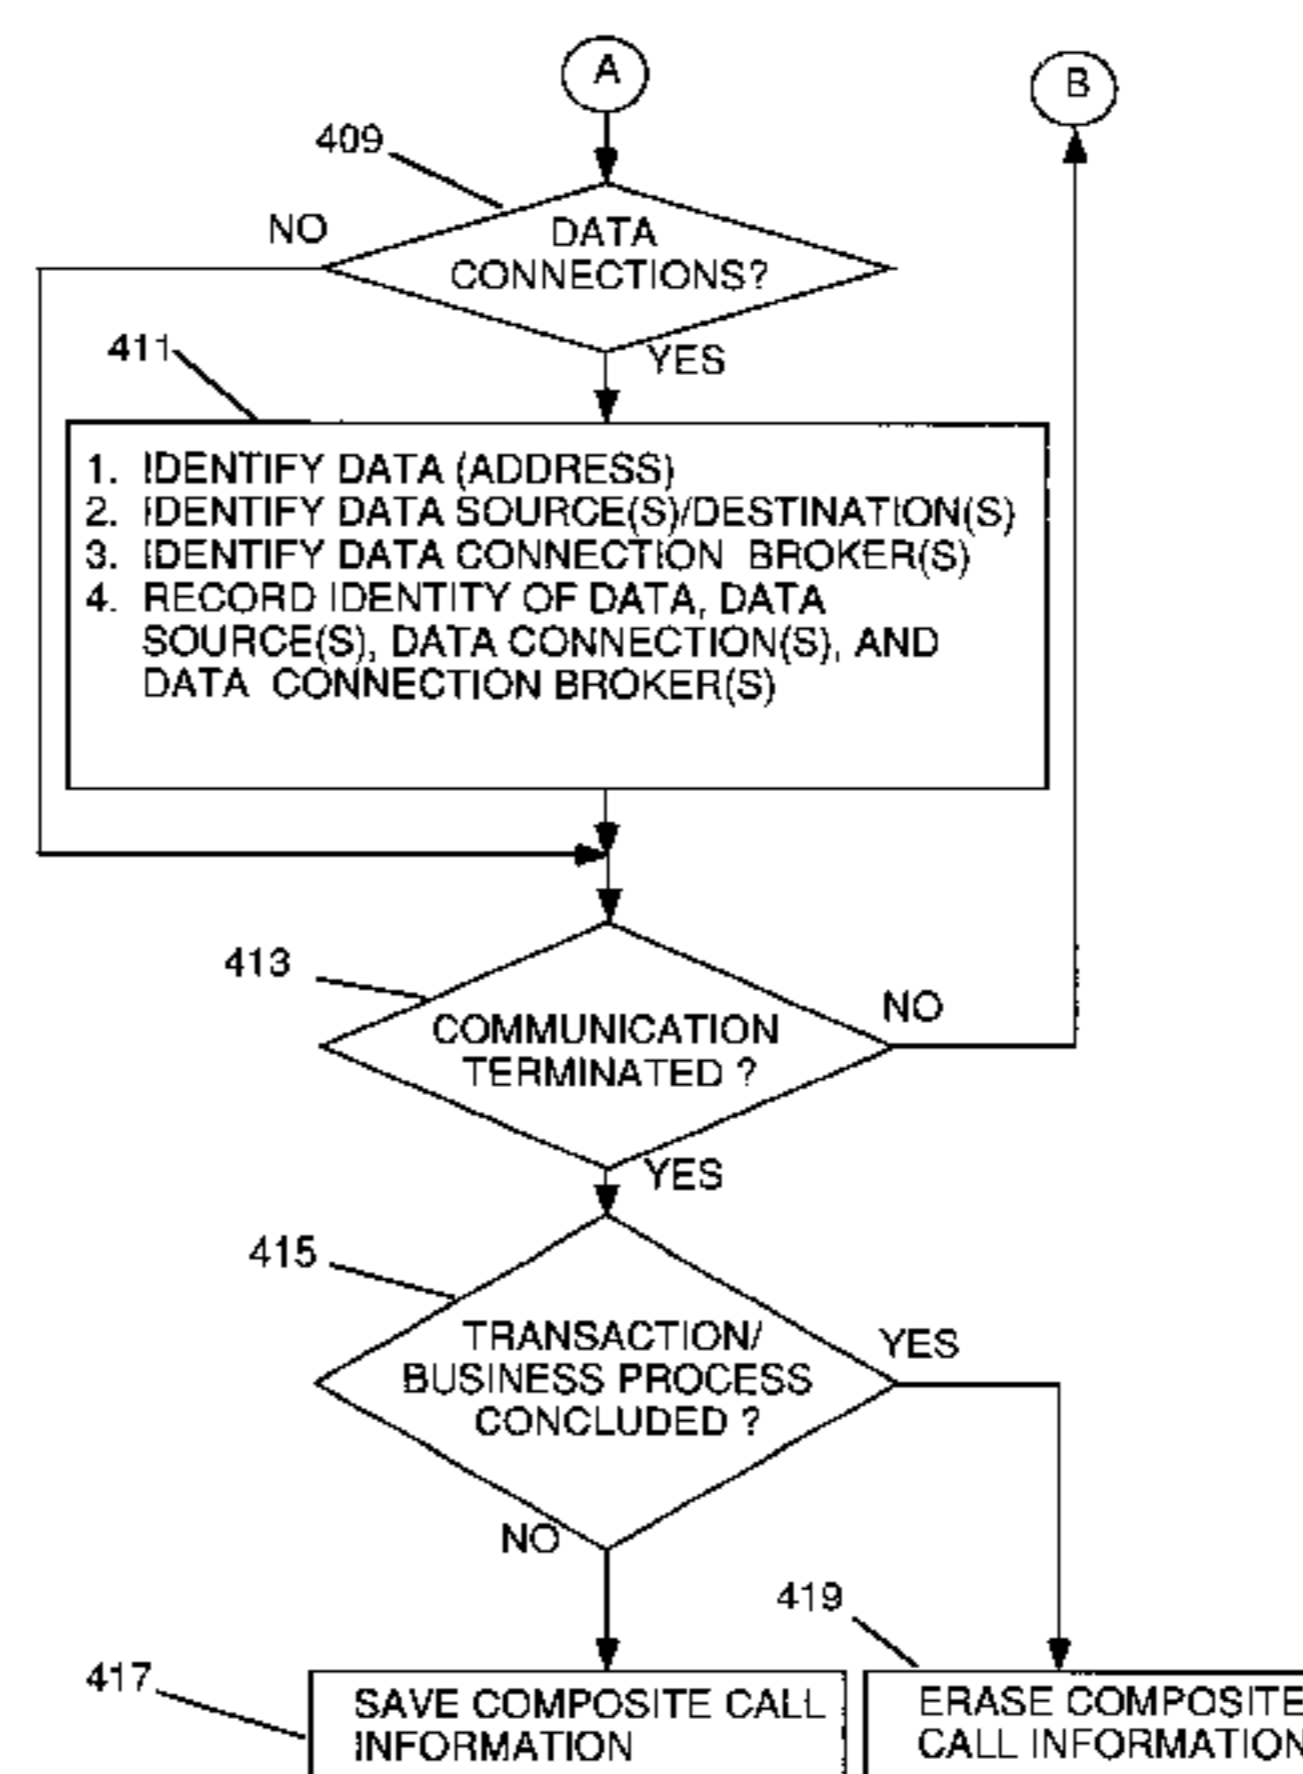 A
B
409
NO
DATA
CONNECTIONS?
YES
411
1. IDENTIFY DATA (ADDRESS)
2. IDENTIFY DATA SOURCE(S)/DESTINATION(S)
3. IDENTIFY DATA CONNECTION BROKER(S)
4. RECORD IDENTITY OF DATA, DATA
SOURCE(S), DATA CONNECTION(S), AND
DATA CONNECTION BROKER(S)
413
COMMUNICATION
TERMINATED ?
NO
YES
415
TRANSACTION/
BUSINESS PROCESS
CONCLUDED ?
YES
NO
417
SAVE COMPOSITE CALL
INFORMATION
419
ERASE COMPOSITE
CALL INFORMATION